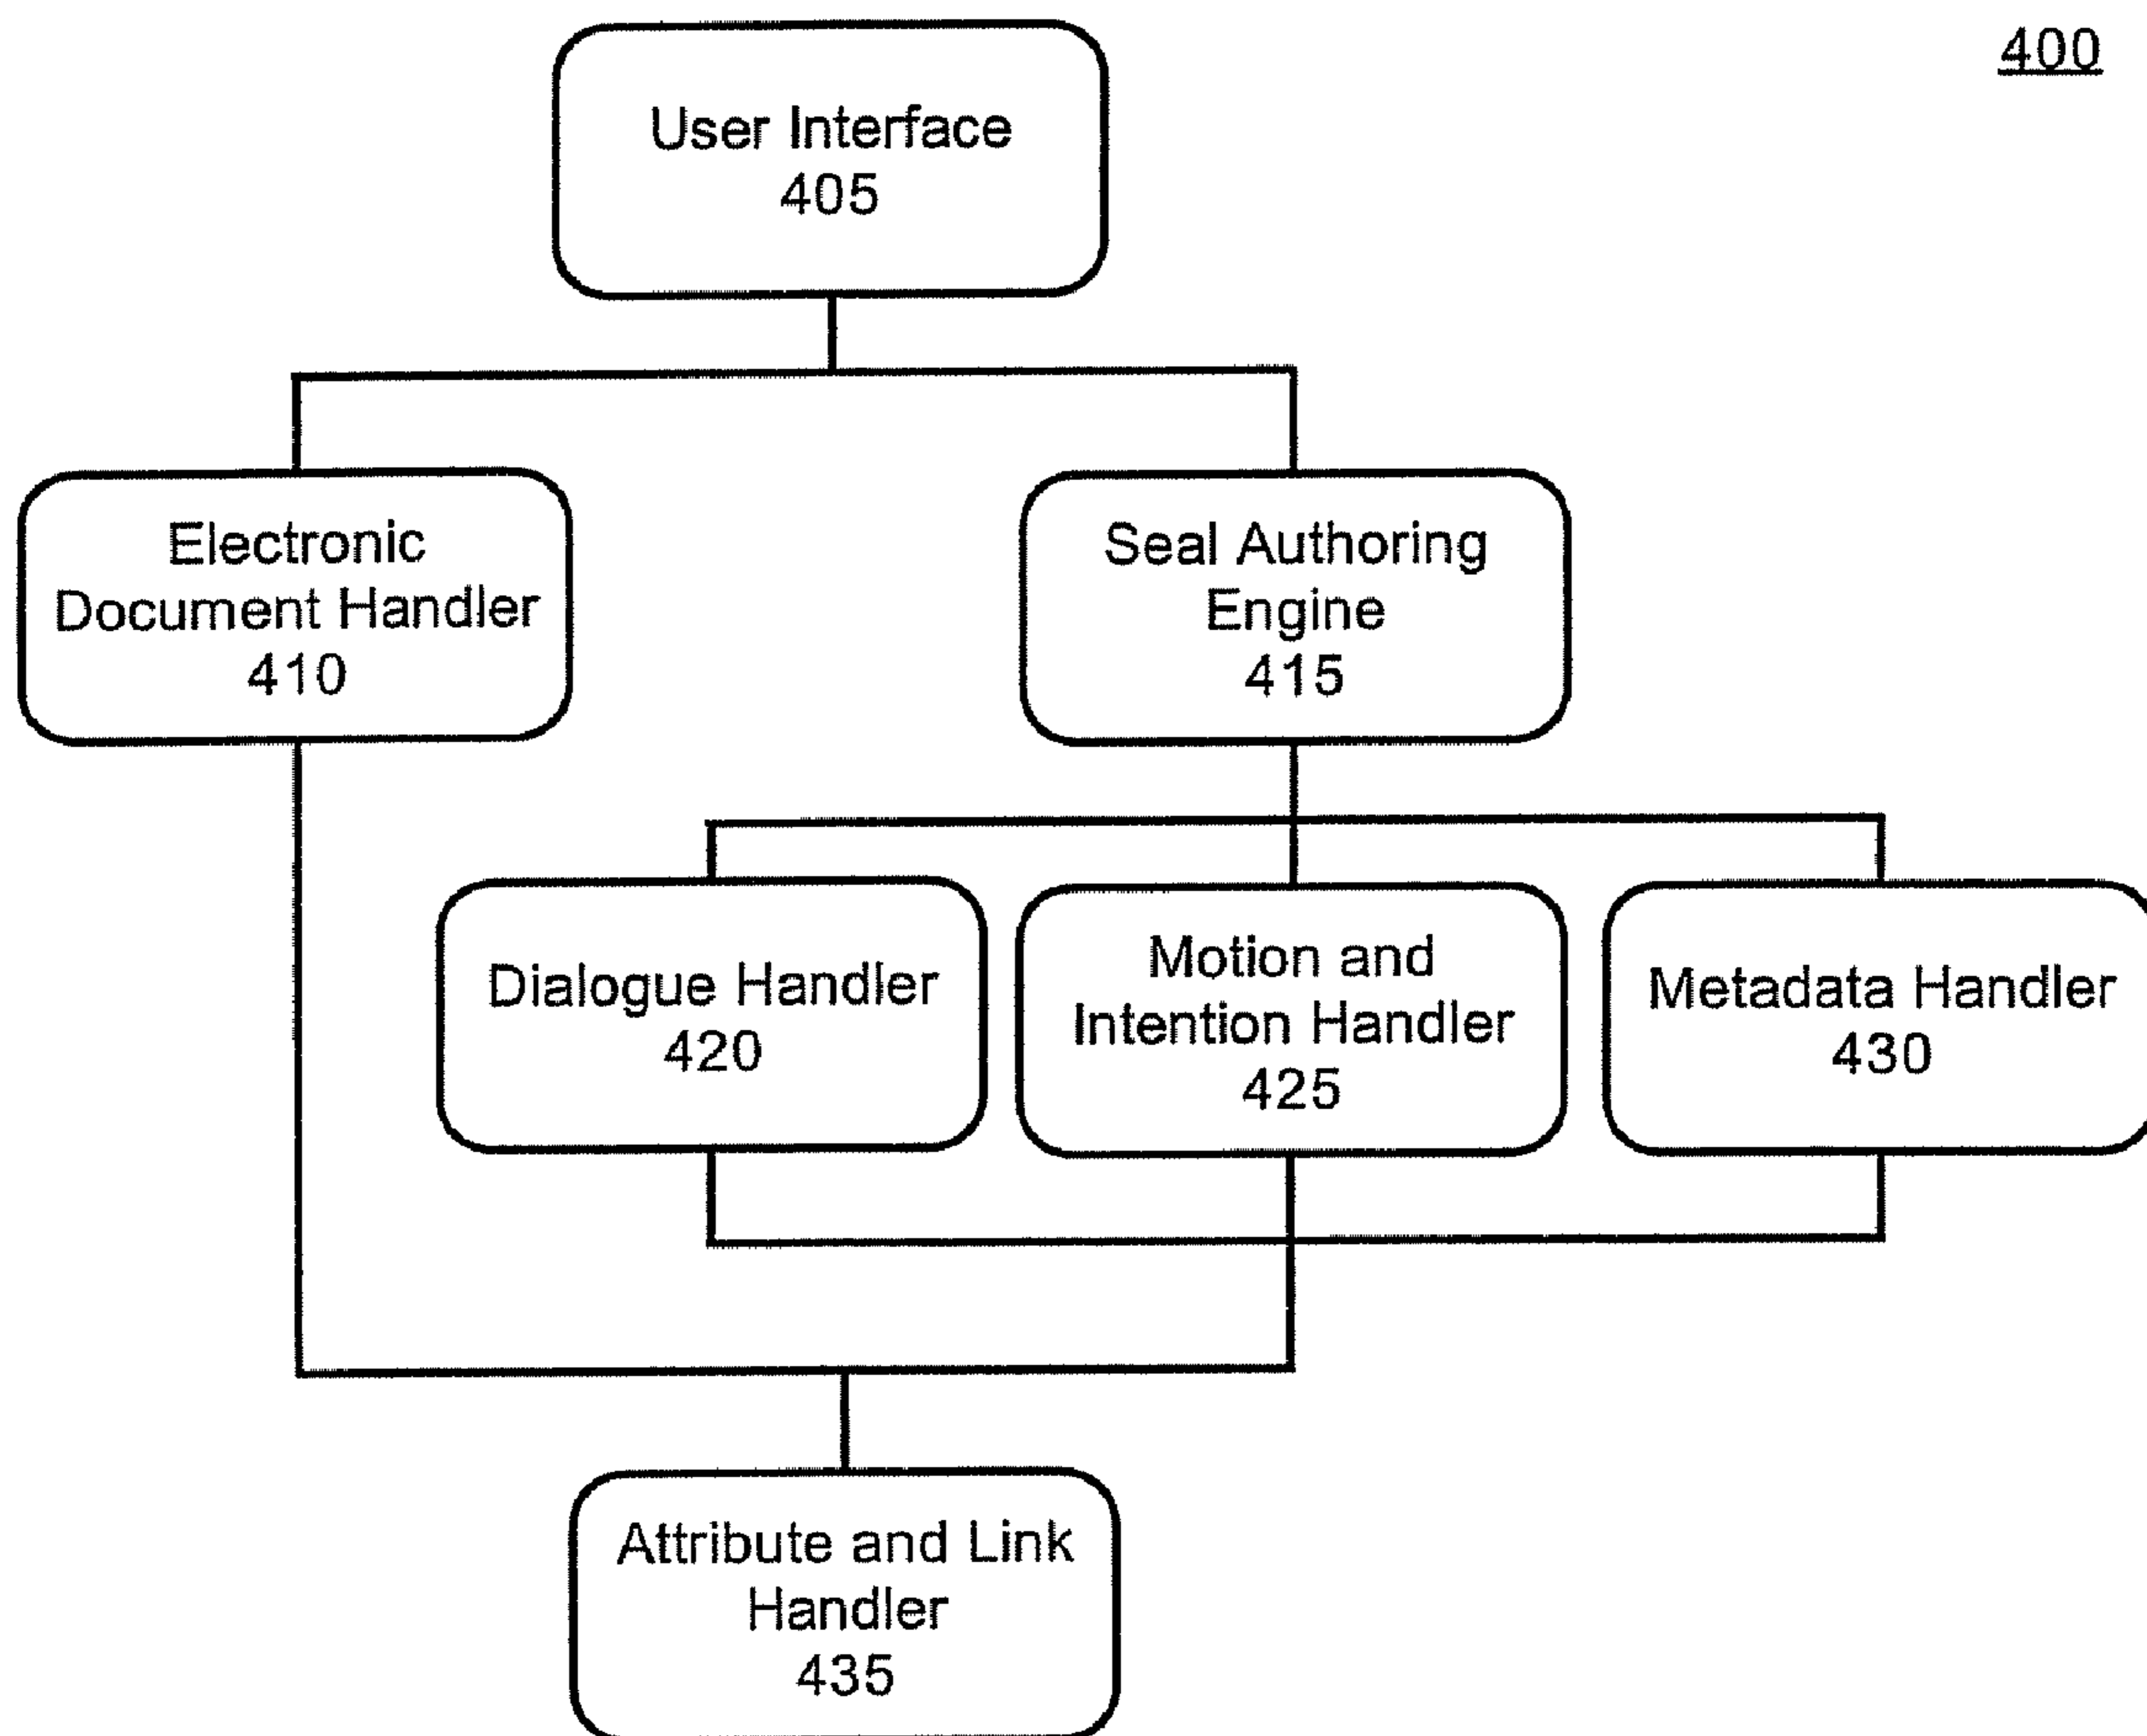 400
User Interface
405
Electronic
Document Handler
410
Seal Authoring
Engine
415
Dialogue Handler
420
Motion and
Intention Handler
425
Metadata Handler
430
Attribute and Link
Handler
435